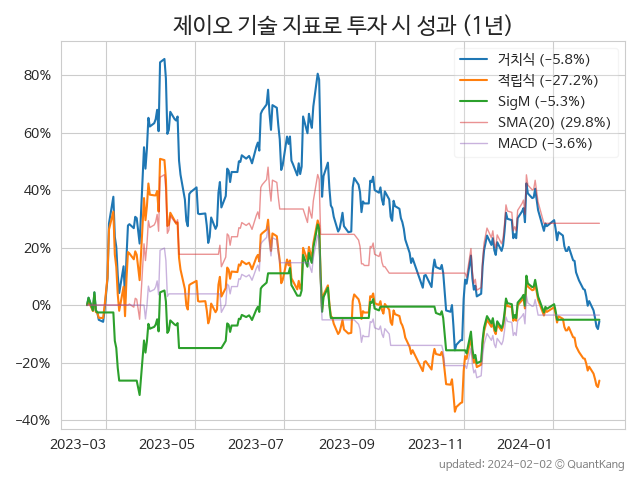 제이오 기술 지표로 투자 시 성과 (1년)
거치식 (−5.8%)
적립식 (−27.2%)
SigM (−5.3%)
SMA(20) (29.8%)
MACD (−3.6%)
80%
60%
40%
20%
0%
−20%
−40%
2023-03 2023-05 2023-07 2023-09 2023-11 2024-01
updated: 2024-02-02 © QuantKang